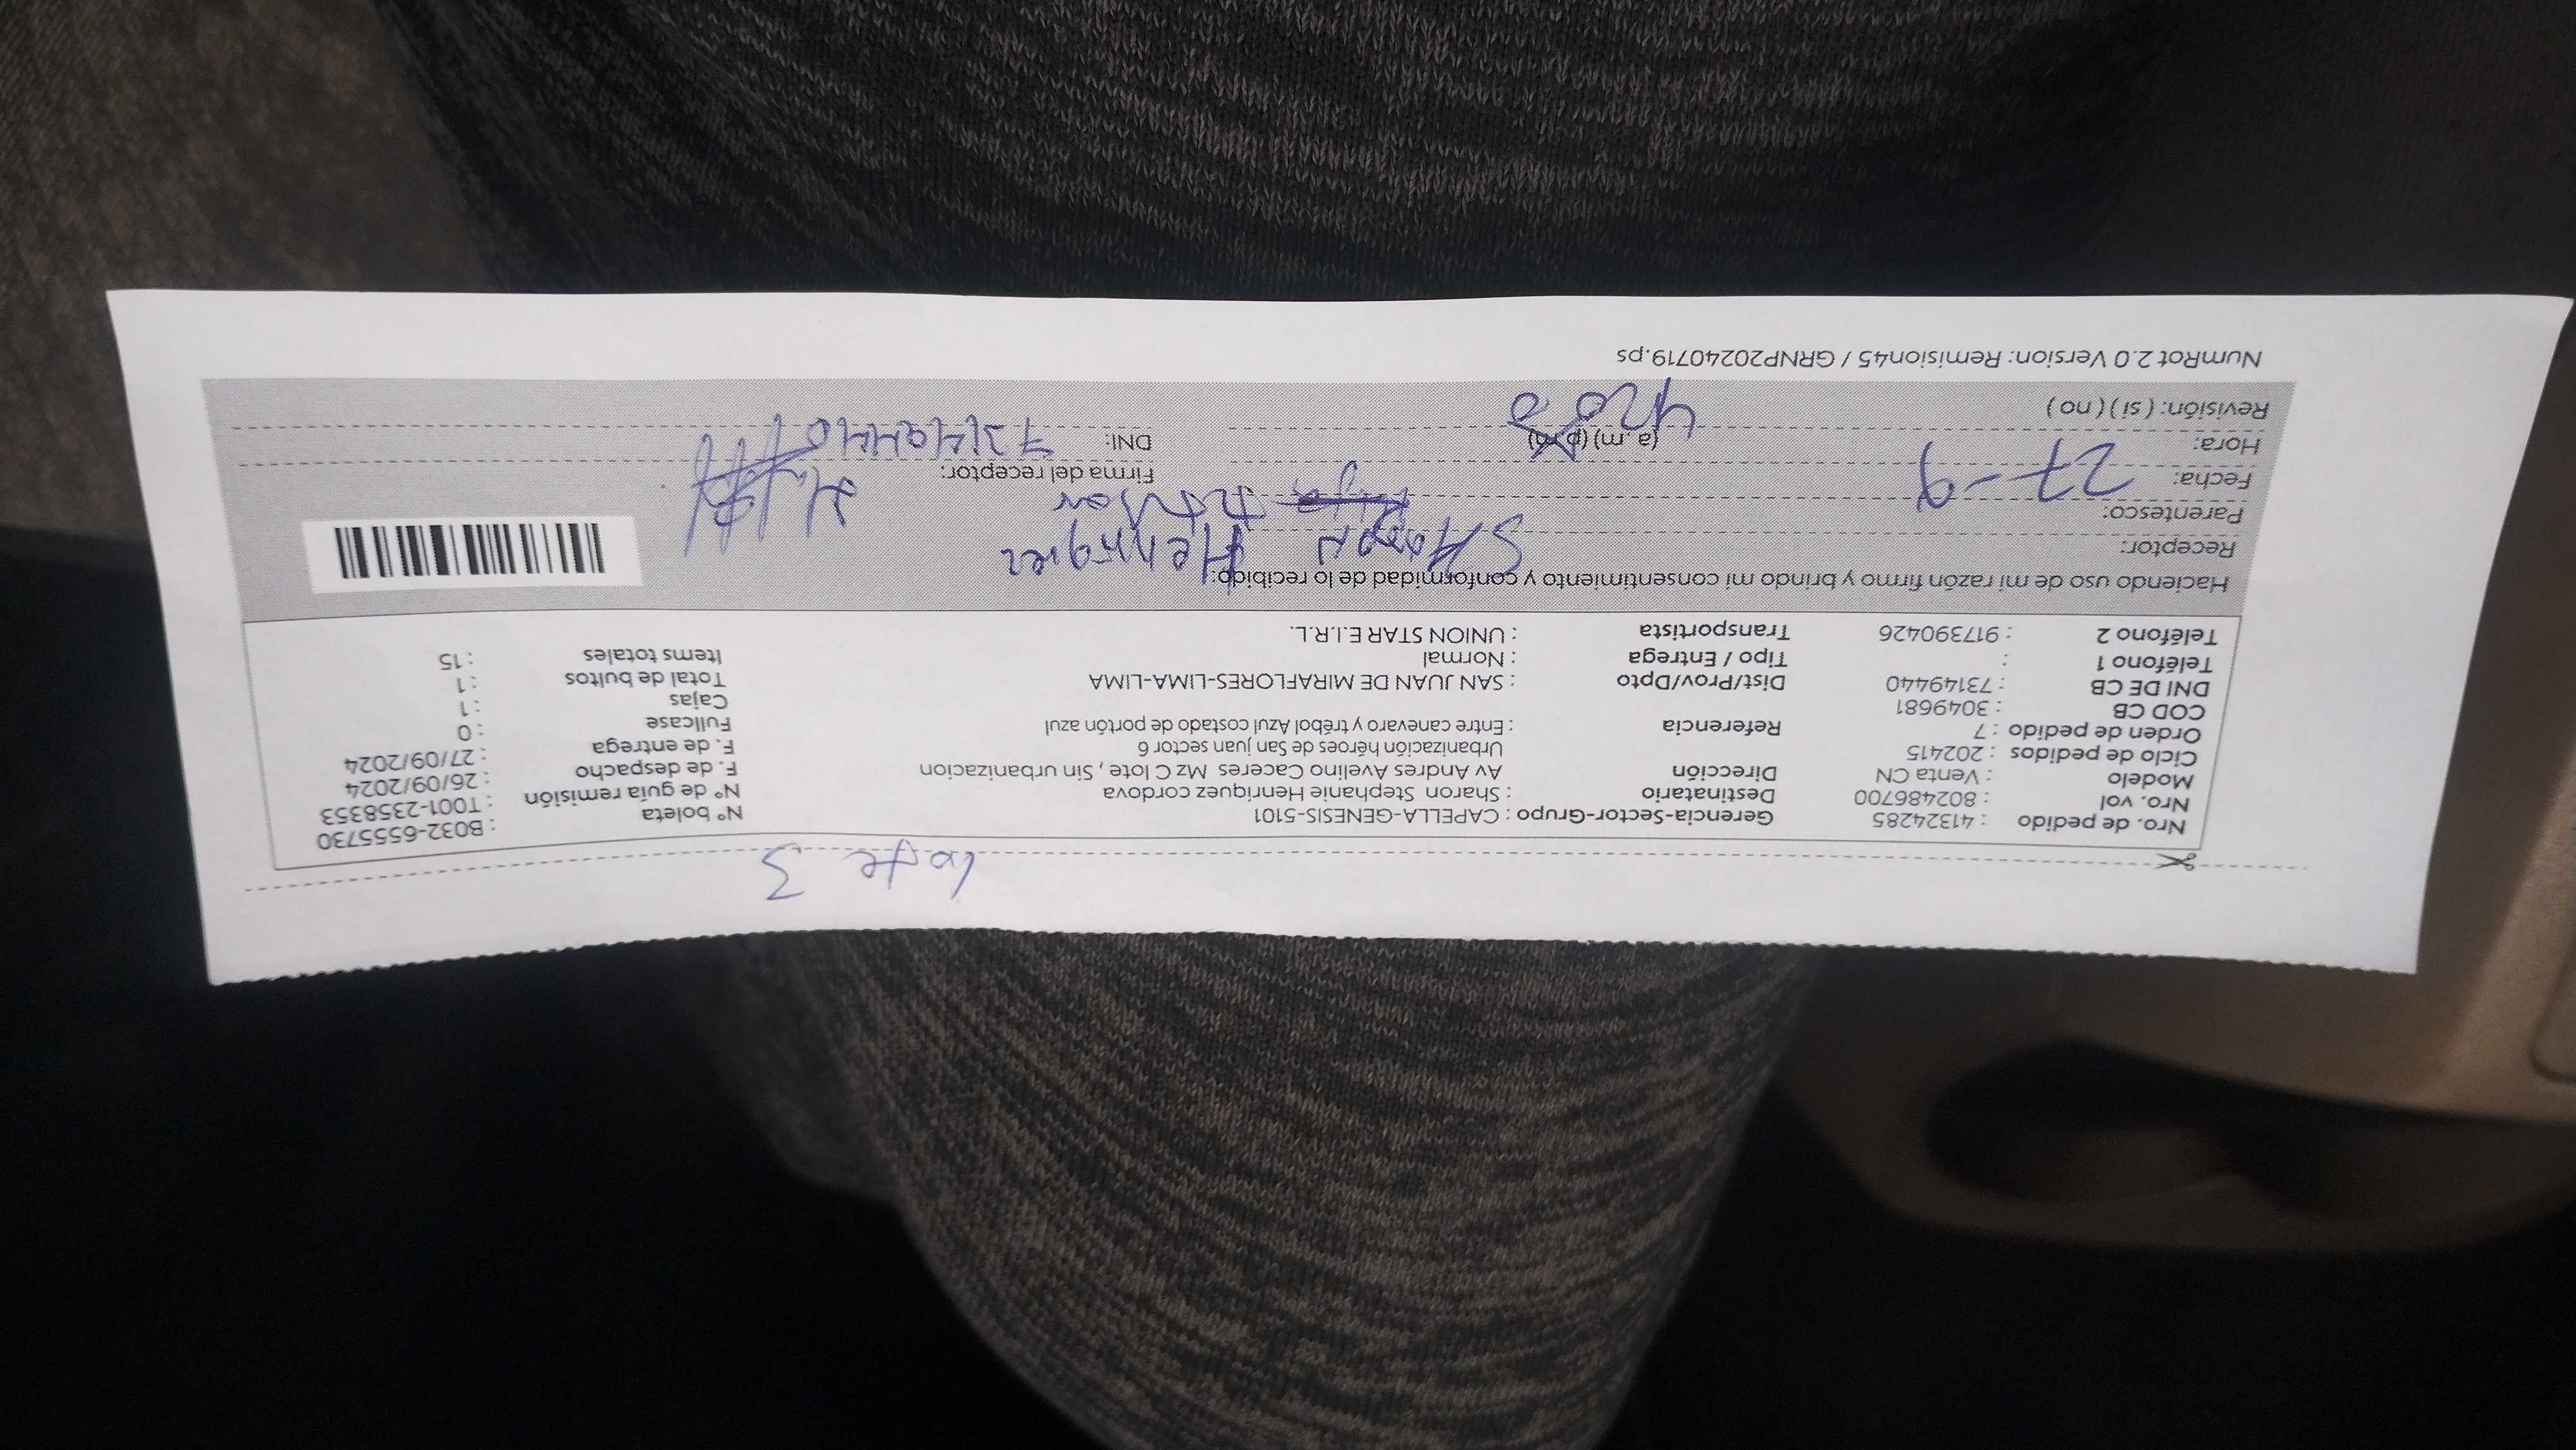 Lote 3
Nro. de pedido : 41324285 Gerencia-Sector-Grupo : CAPELLA-GENESIS-5101 N° boleta : B032-6555730
Nro. vol : 802486700 Destinatario : Sharon Stephanie Henriquez cordova N° de guía remisión : T001-2358353
Modelo : Venta CN Dirección Av Andres Avelino Caceres Mz C lote , Sin urbanizacion F. de despacho : 26/09/2024
Ciclo de pedidos : 202415 Urbanización héroes de San juan sector 6 F. de entrega : 27/09/2024
Orden de pedido : 7 Referencia : Entre canevaro y trébol Azul costado de portón azul Fullcase : 0
COD CB : 3049681 Cajas : 1
DNI DE CB : 73149440 Dist/Prov/Dpto : SAN JUAN DE MIRAFLORES-LIMA-LIMA Total de bultos : 1
Teléfono 1 : Tipo / Entrega : Normal Items totales : 15
Teléfono 2 : 917390426 Transportista : UNION STAR E.I.R.L.
Haciendo uso de mi razón firmo y brindo mi consentimiento y conformidad de lo recibido:
Receptor: SHaron Henriquez
Parentesco:
Fecha: 27-9 Firma del receptor:
Hora: (a. m) (p. m) DNI: 73149440
Revisión: ( si ) ( no )
NumRot 2.0 Version: Remision45 / GRNP20240719.ps